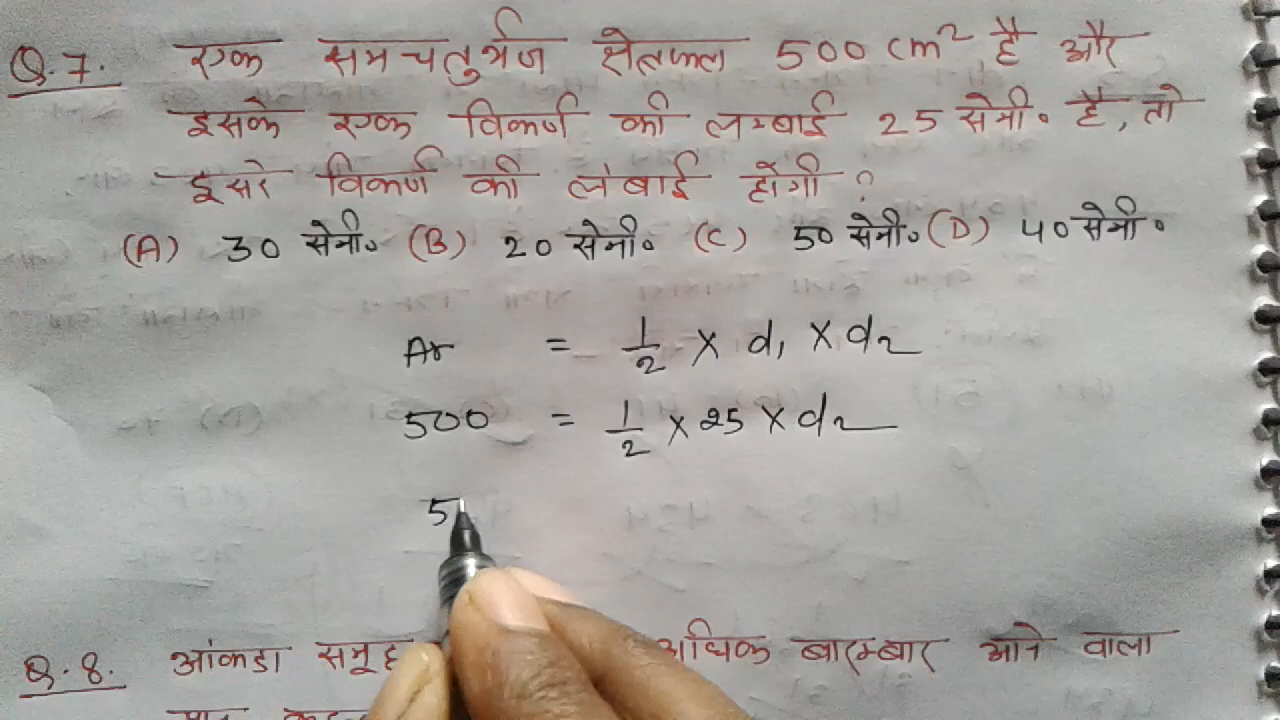 Q.7. एक समचतुर्भुज क्षेत्रफल 500 cm² है और
इसके एक विकर्ण की लम्बाई 25 सेमी. है, तो
दूसरे विकर्ण की लंबाई होगी ?
(A) 30 सेमी. (B) 20 सेमी. (C) 50 सेमी. (D) 40 सेमी.
Ar = 1/2 × d₁ × d₂
500 = 1/2 × 25 × d₂
5
Q.8. आंकडा समूह अधिक बारम्बार आने वाला